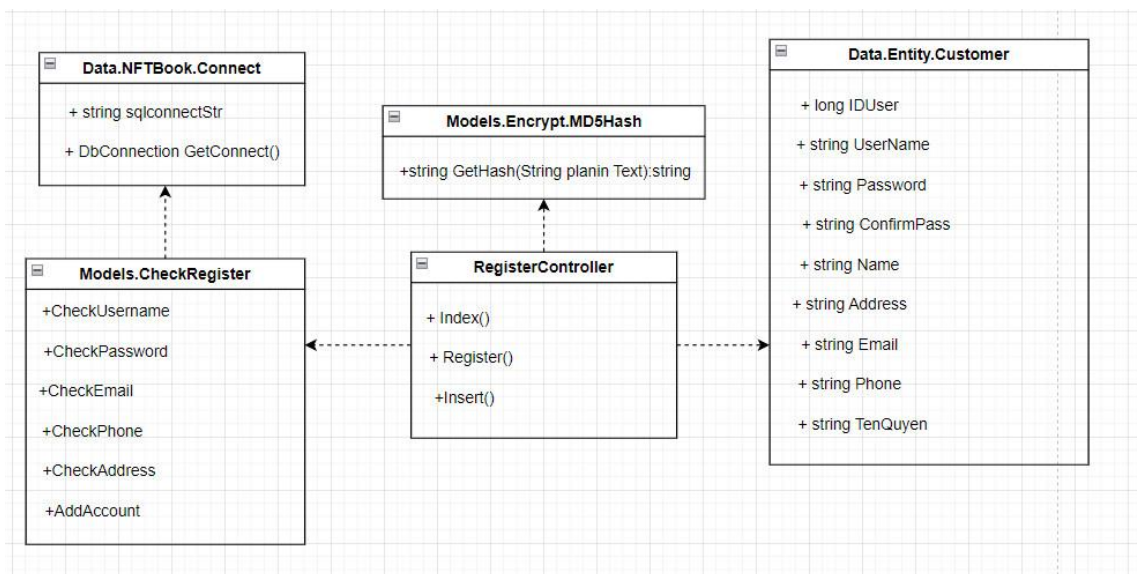 Data.NFTBook.Connect
+ string sqlconnectStr
+ DbConnection GetConnect()
Models.Encrypt.MD5Hash
+string GetHash(String planin Text):string
Data.Entity.Customer
+ long IDUser
+ string UserName
+ string Password
+ string ConfirmPass
+ string Name
+ string Address
+ string Email
+ string Phone
+ string TenQuyen
Models.CheckRegister
+CheckUsername
+CheckPassword
+CheckEmail
+CheckPhone
+CheckAddress
+AddAccount
RegisterController
+ Index()
+ Register()
+Insert()